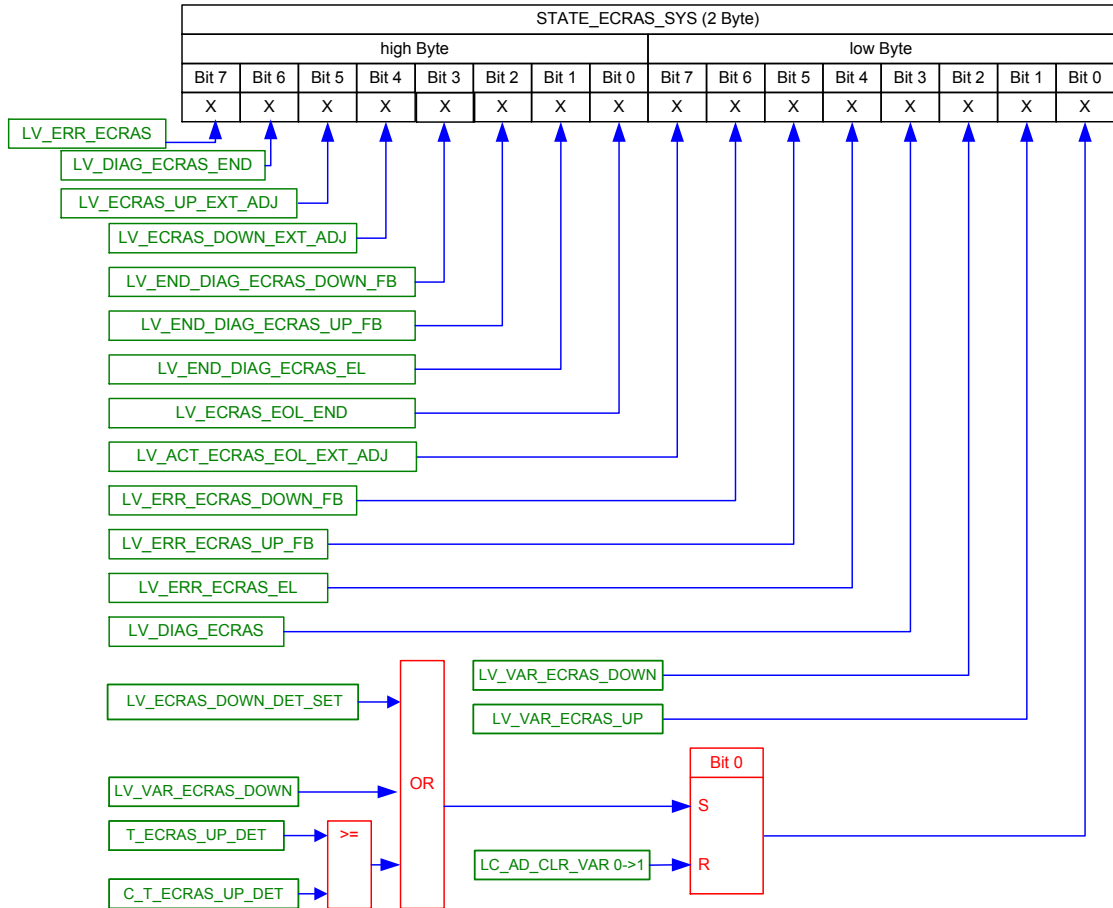 STATE_ECRAS_SYS (2 Byte)
high Byte low Byte
Bit 7 Bit 6 Bit 5 Bit 4 Bit 3 Bit 2 Bit 1 Bit 0 Bit 7 Bit 6 Bit 5 Bit 4 Bit 3 Bit 2 Bit 1 Bit 0
X X X X X X X X X X X X X X X X
LV_ERR_ECRAS
LV_DIAG_ECRAS_END
LV_ECRAS_UP_EXT_ADJ
LV_ECRAS_DOWN_EXT_ADJ
LV_END_DIAG_ECRAS_DOWN_FB
LV_END_DIAG_ECRAS_UP_FB
LV_END_DIAG_ECRAS_EL
LV_ECRAS_EOL_END
LV_ACT_ECRAS_EOL_EXT_ADJ
LV_ERR_ECRAS_DOWN_FB
LV_ERR_ECRAS_UP_FB
LV_ERR_ECRAS_EL
LV_DIAG_ECRAS
LV_VAR_ECRAS_DOWN
LV_ECRAS_DOWN_DET_SET
LV_VAR_ECRAS_UP
Bit 0
OR
LV_VAR_ECRAS_DOWN
S
T_ECRAS_UP_DET >=
LC_AD_CLR_VAR 0->1 R
C_T_ECRAS_UP_DET